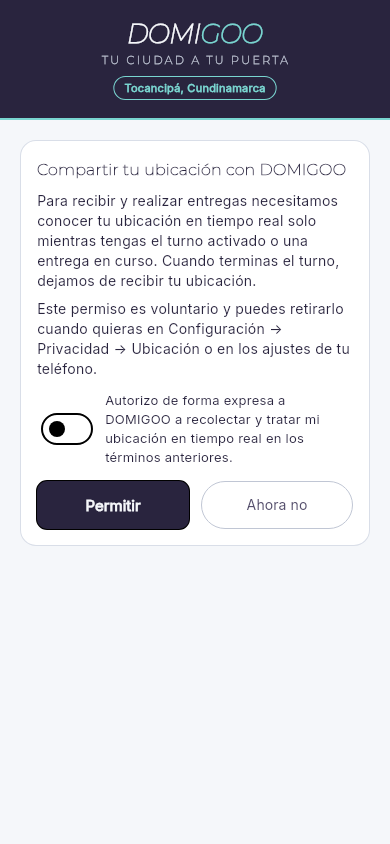 DOMIGOO
TU CIUDAD A TU PUERTA
Tocancipá, Cundinamarca
Compartir tu ubicación con DOMIGOO
Para recibir y realizar entregas necesitamos
conocer tu ubicación en tiempo real solo
mientras tengas el turno activado o una
entrega en curso. Cuando terminas el turno,
dejamos de recibir tu ubicación.
Este permiso es voluntario y puedes retirarlo
cuando quieras en Configuración →
Privacidad → Ubicación o en los ajustes de tu
teléfono.
Autorizo de forma expresa a
DOMIGOO a recolectar y tratar mi
ubicación en tiempo real en los
términos anteriores.
Permitir
Ahora no